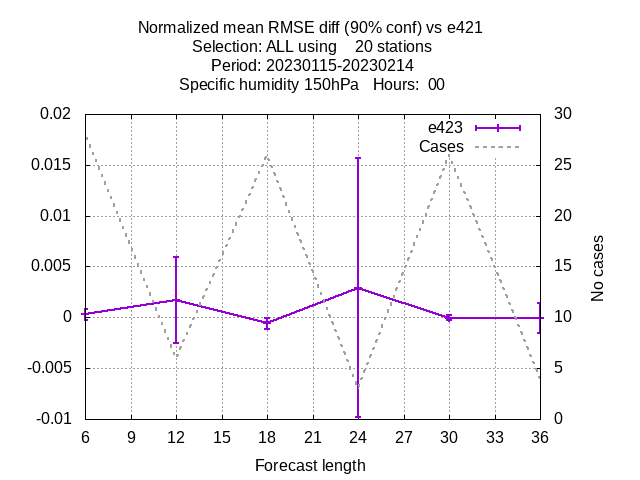 Normalized mean RMSE diff (90% conf) vs e421
Selection: ALL using    20 stations
Period: 20230115-20230214
Specific humidity 150hPa   Hours:  00
0.02
0.015
0.01
0.005
0
-0.005
-0.01
e423
Cases
30
25
20
15
10
5
0
No cases
6 9 12 15 18 21 24 27 30 33 36
Forecast length